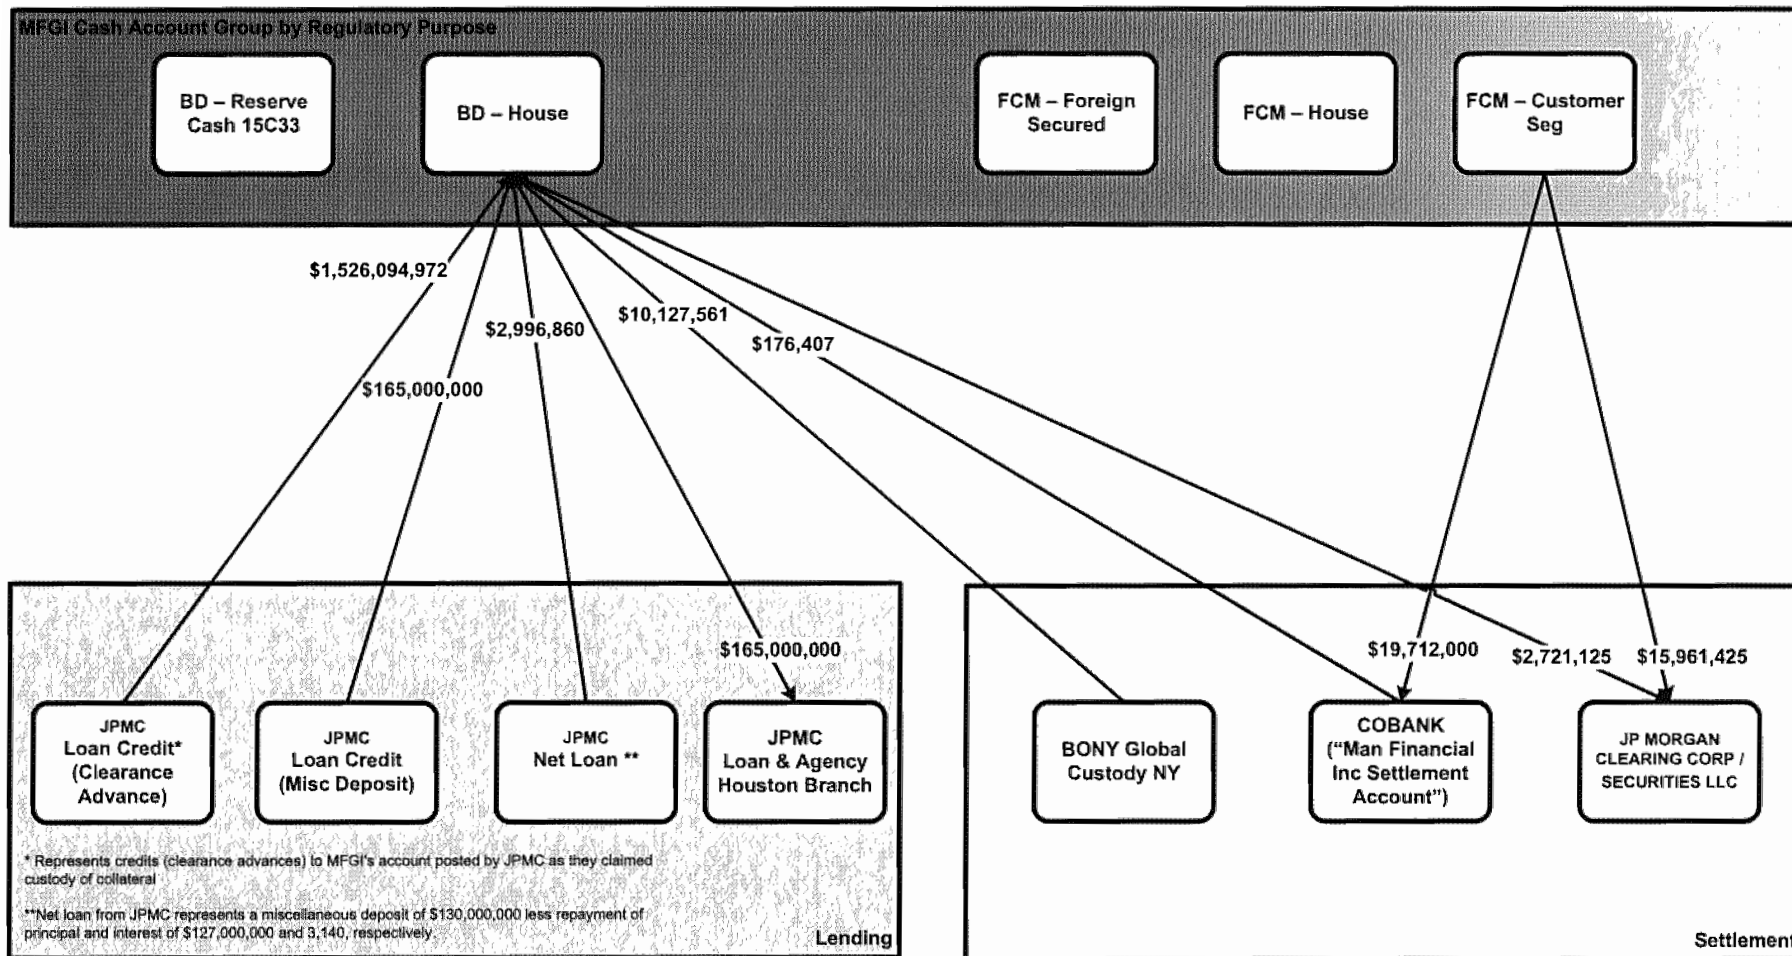 MFGI Cash Account Group by Regulatory Purpose
BD – Reserve
Cash 15C33
BD – House
FCM – Foreign
Secured
FCM – House
FCM – Customer
Seg
$1,526,094,972
$165,000,000
$2,996,860
$10,127,561
$176,407
$165,000,000
$19,712,000
$2,721,125
$15,961,425
JPMC
Loan Credit*
(Clearance
Advance)
JPMC
Loan Credit
(Misc Deposit)
JPMC
Net Loan **
JPMC
Loan & Agency
Houston Branch
* Represents credits (clearance advances) to MFGI's account posted by JPMC as they claimed
custody of collateral
**Net loan from JPMC represents a miscellaneous deposit of $130,000,000 less repayment of
principal and interest of $127,000,000 and 3,140, respectively.
Lending
BONY Global
Custody NY
COBANK
("Man Financial
Inc Settlement
Account")
JP MORGAN
CLEARING CORP /
SECURITIES LLC
Settlement